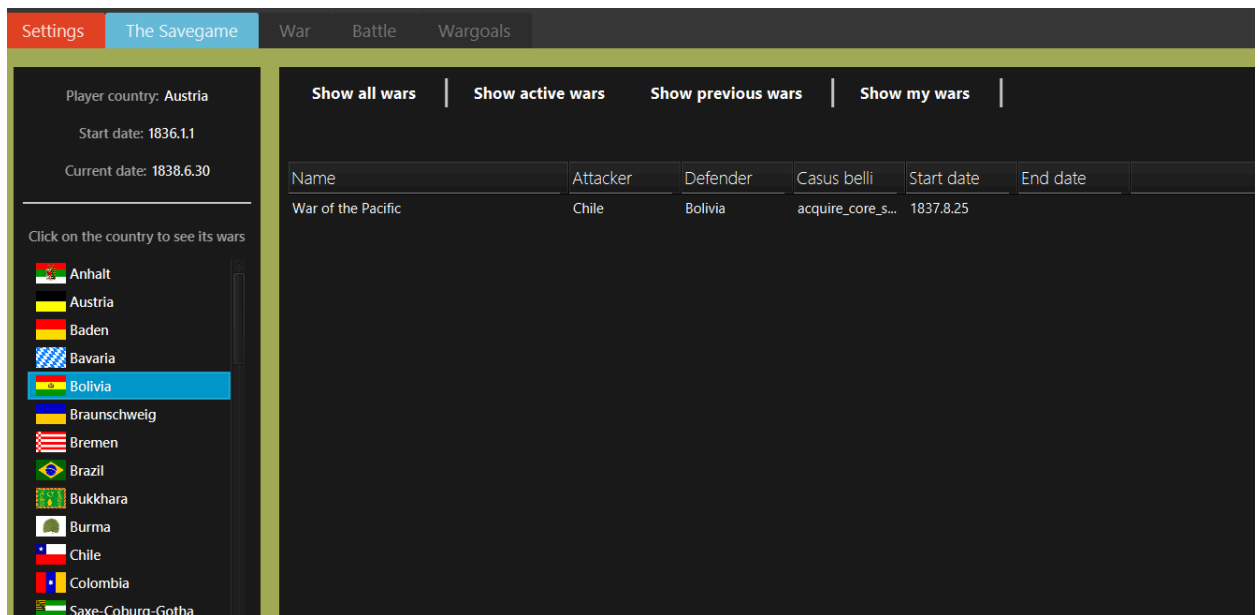 Settings The Savegame War Battle Wargoals
Player country: Austria
Start date: 1836.1.1
Current date: 1838.6.30
Click on the country to see its wars
Anhalt
Austria
Baden
Bavaria
Bolivia
Braunschweig
Bremen
Brazil
Bukkhara
Burma
Chile
Colombia
Saxe-Coburg-Gotha
Show all wars Show active wars Show previous wars Show my wars
Name Attacker Defender Casus belli Start date End date
War of the Pacific Chile Bolivia acquire_core_s... 1837.8.25